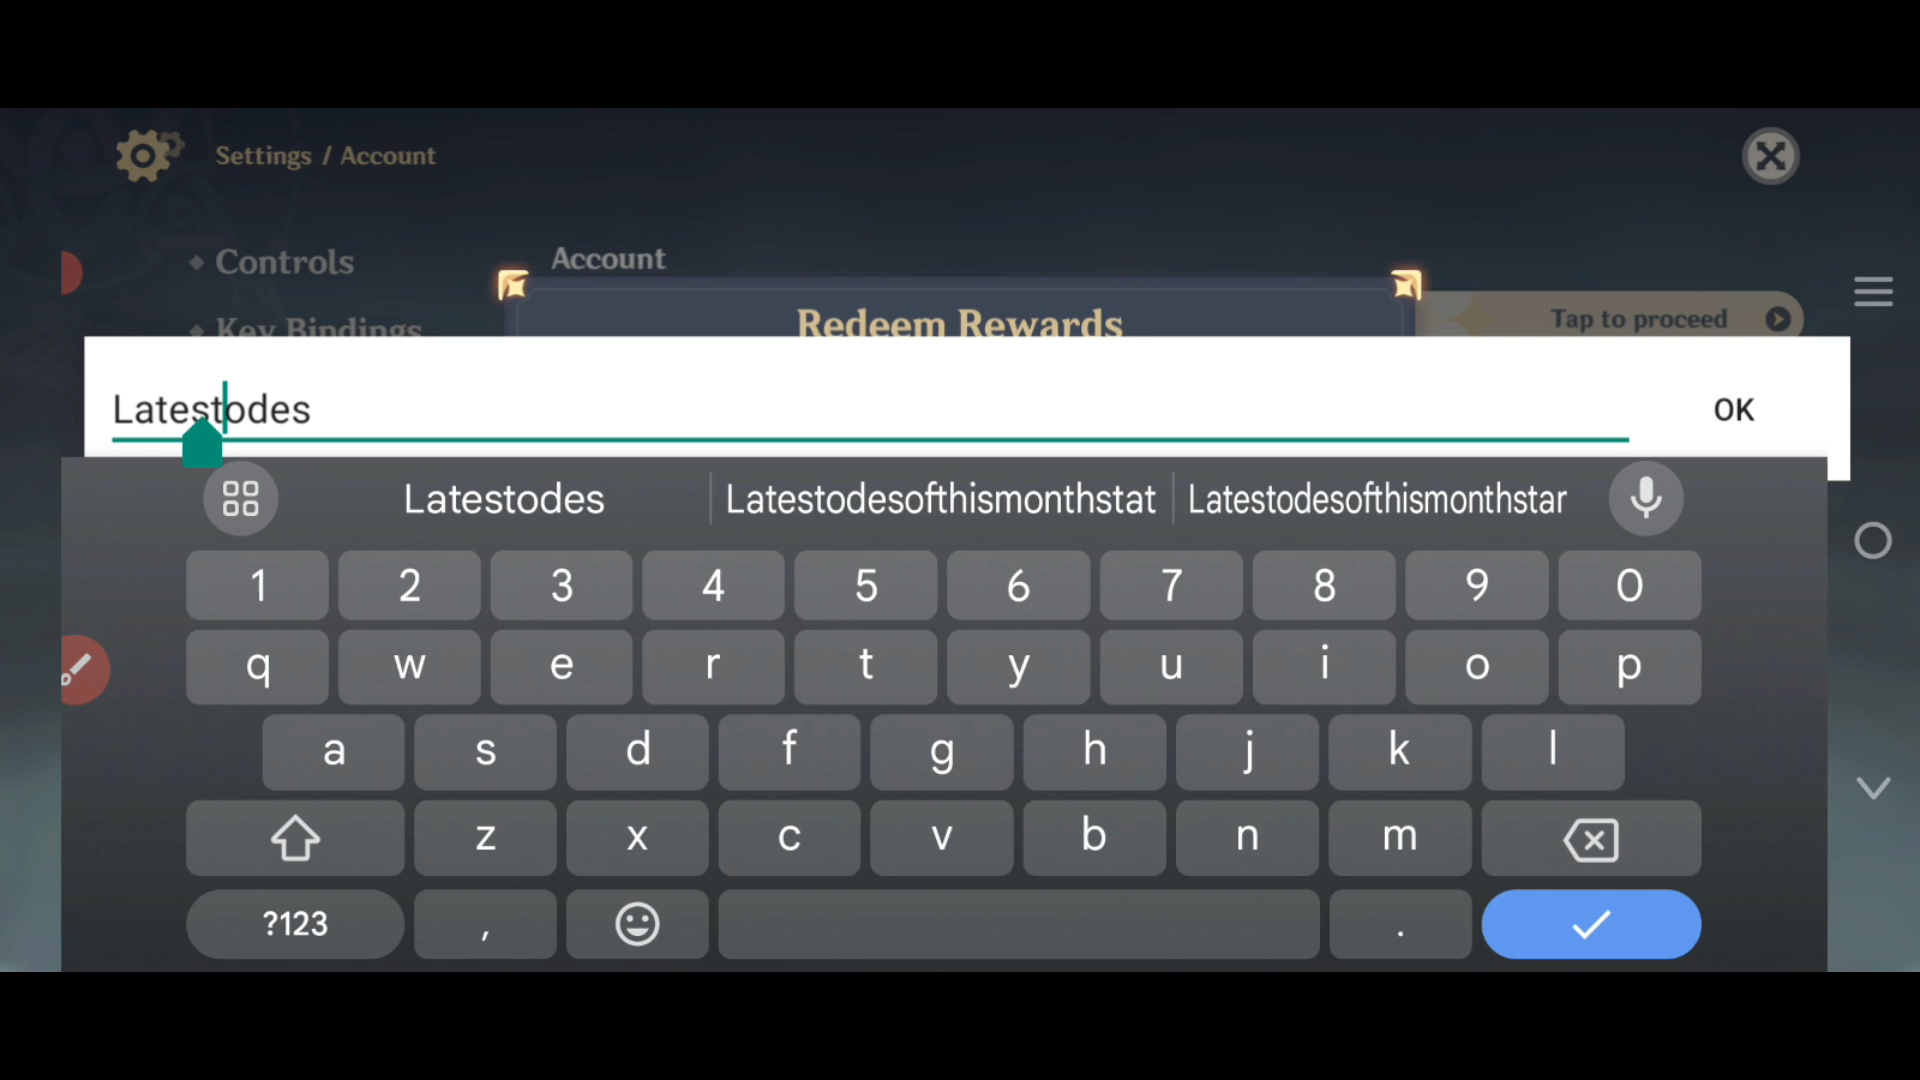 Settings / Account
Controls
Account
Key Bindings
Redeem Rewards
Tap to proceed
Latestodes
OK
Latestodes Latestodesofthismonthstat Latestodesofthismonthstar
1 2 3 4 5 6 7 8 9 0
q w e r t y u i o p
a s d f g h j k l
z x c v b n m
?123 , .